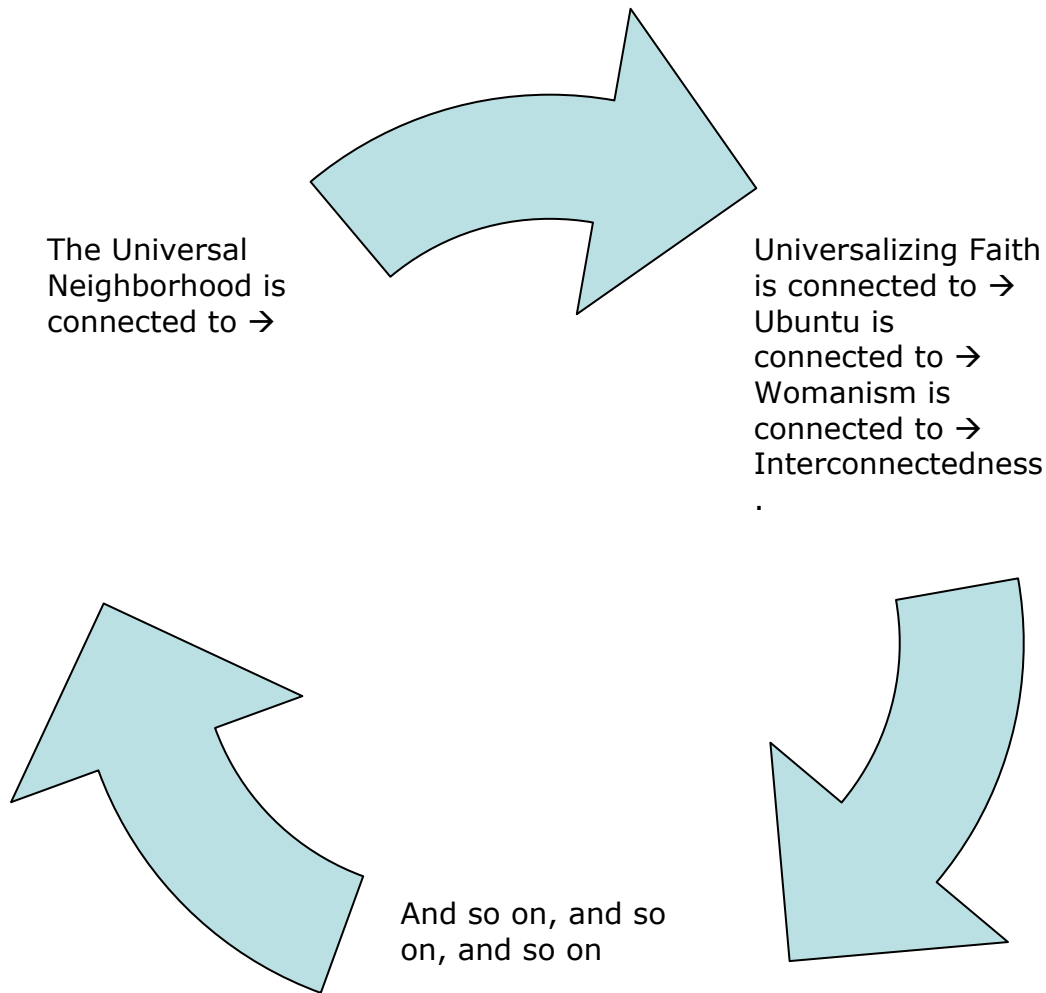 The Universal
Neighborhood is
connected to →
Universalizing Faith
is connected to →
Ubuntu is
connected to →
Womanism is
connected to →
Interconnectedness
.
And so on, and so
on, and so on